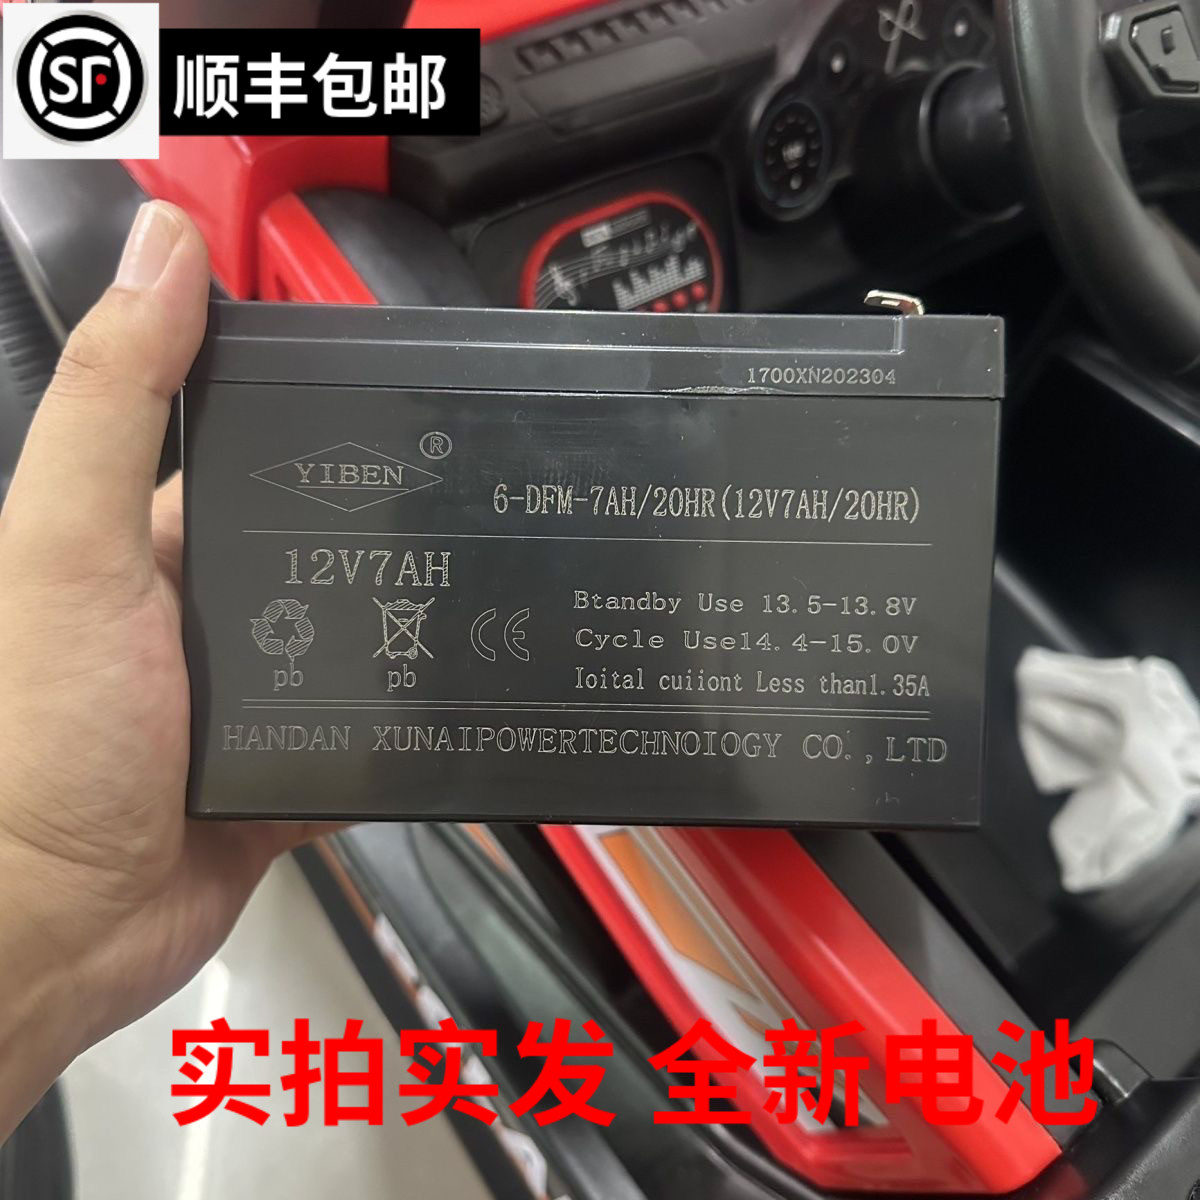 SF
顺丰包邮
1700XN202304
YIBEN®
6-DFM-7AH/20HR(12V7AH/20HR)
12V7AH
Btandby Use 13.5-13.8V
Cycle Use14.4-15.0V
Ioital cuiiont Less than1.35A
pb
pb
CE
HANDAN XUNAIPOWERTECHNOIOGY CO.,LTD
实拍实发 全新电池